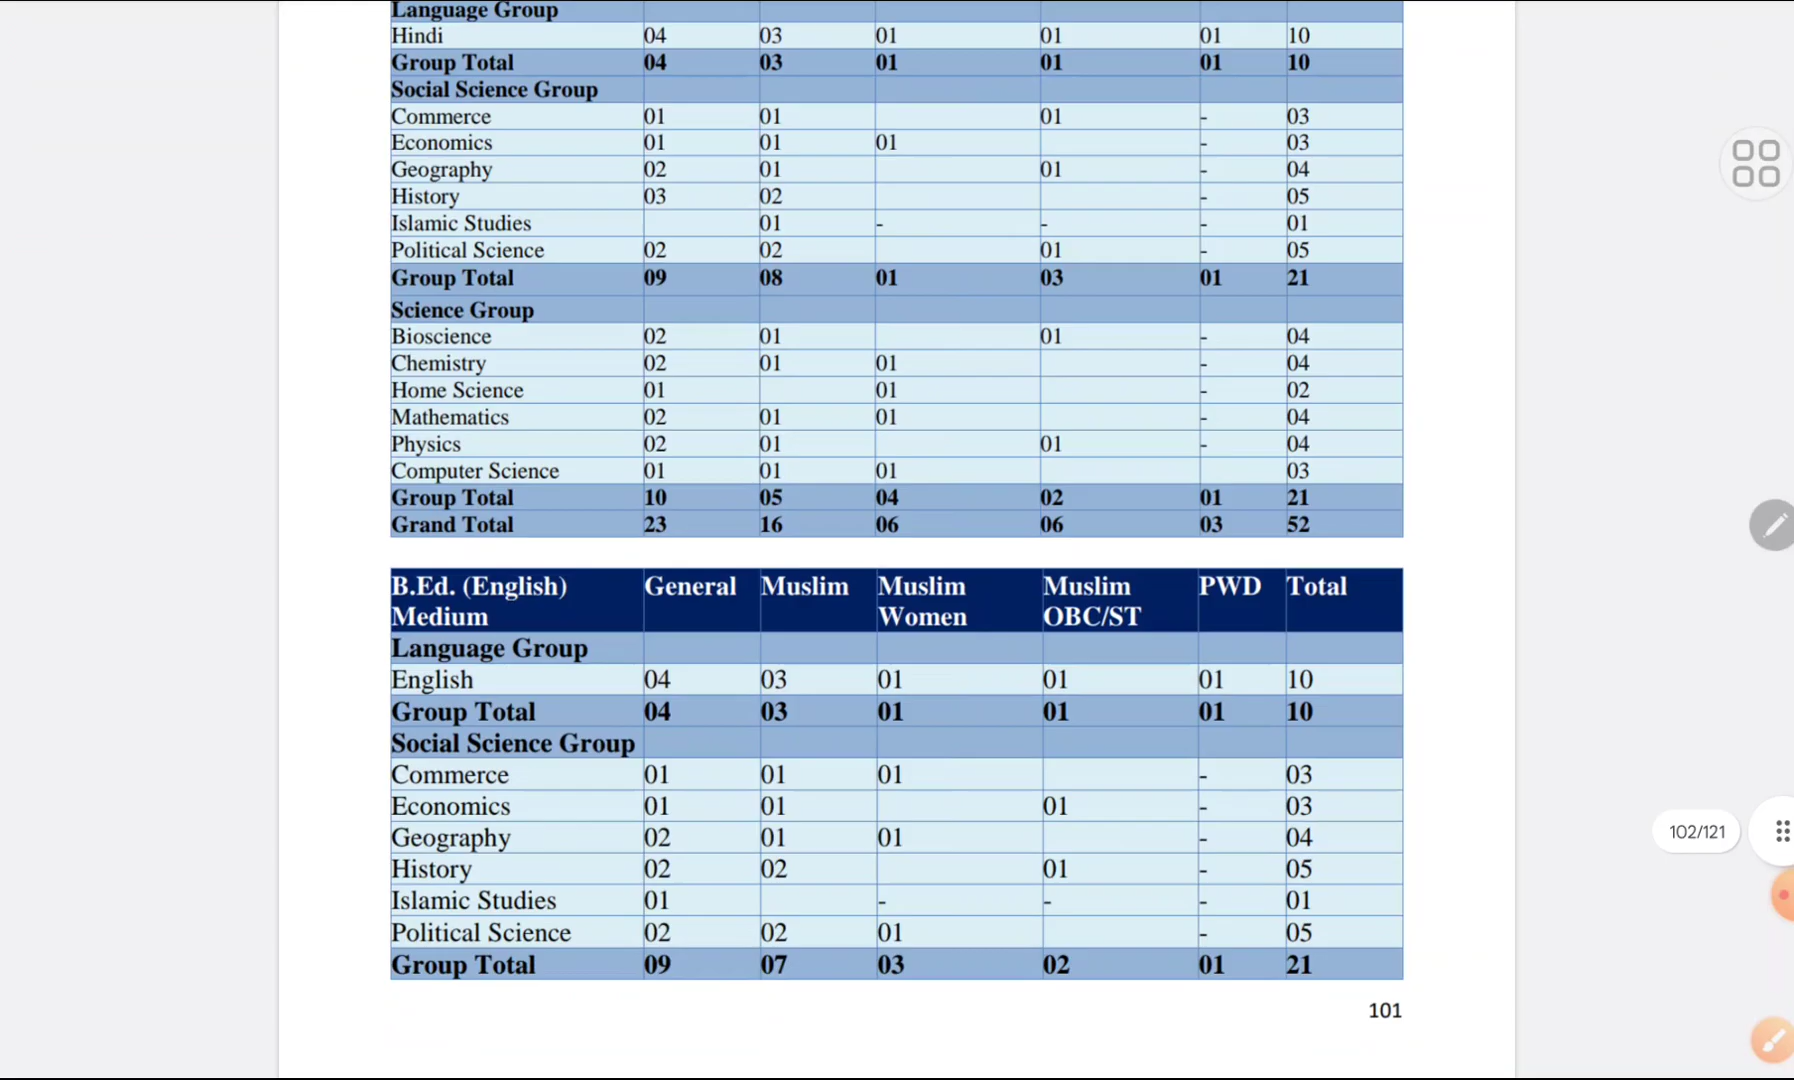 Language Group
Hindi 04 03 01 01 01 10
Group Total 04 03 01 01 01 10
Social Science Group
Commerce 01 01 01 - 03
Economics 01 01 01 - 03
Geography 02 01 01 - 04
History 03 02 - 05
Islamic Studies 01 - - - 01
Political Science 02 02 01 - 05
Group Total 09 08 01 03 01 21
Science Group
Bioscience 02 01 01 - 04
Chemistry 02 01 01 - 04
Home Science 01 01 - 02
Mathematics 02 01 01 - 04
Physics 02 01 01 - 04
Computer Science 01 01 01 03
Group Total 10 05 04 02 01 21
Grand Total 23 16 06 06 03 52
B.Ed. (English) Medium General Muslim Muslim Women Muslim OBC/ST PWD Total
Language Group
English 04 03 01 01 01 10
Group Total 04 03 01 01 01 10
Social Science Group
Commerce 01 01 01 - 03
Economics 01 01 01 - 03
Geography 02 01 01 - 04
History 02 02 01 - 05
Islamic Studies 01 - - - 01
Political Science 02 02 01 - 05
Group Total 09 07 03 02 01 21
101
102/121